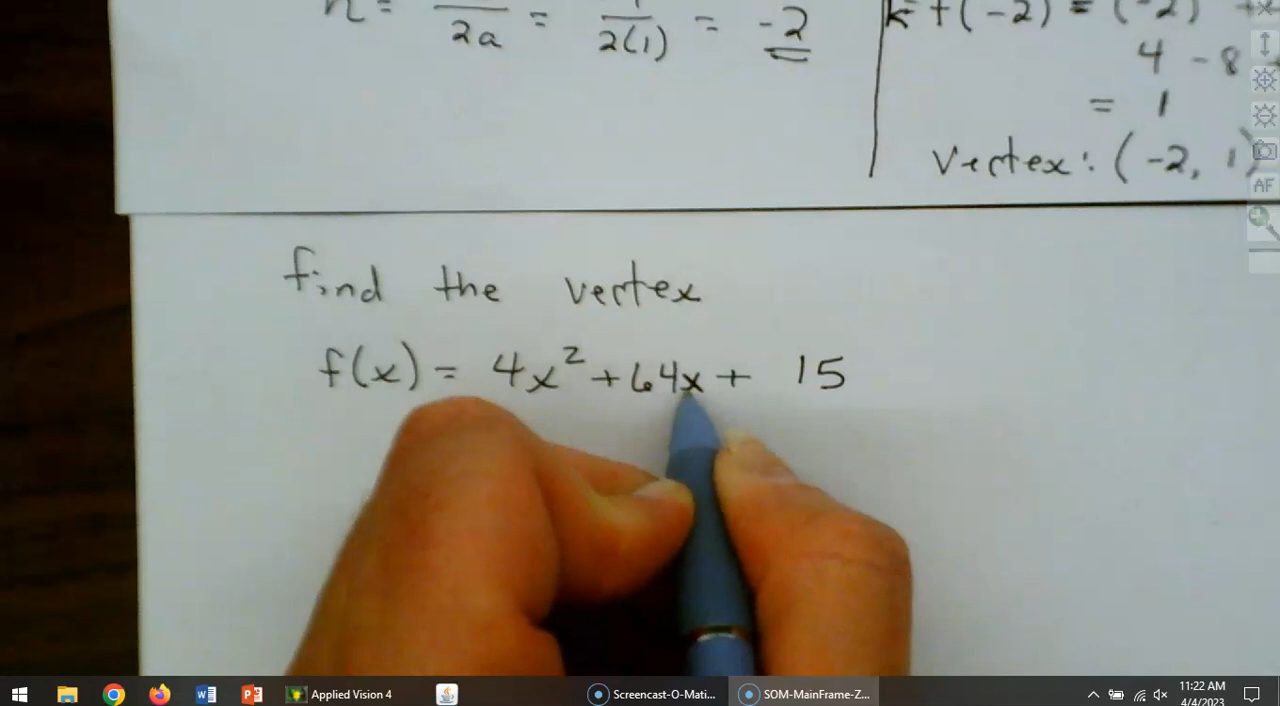 2a = 2(1) = -2
k f(-2) = (-2)
4 - 8
= 1
vertex: (-2, 1)
AF
find the vertex
f(x) = 4x² + 64x + 15
Applied Vision 4
Screencast-O-Mati...
SOM-MainFrame-Z...
11:22 AM
4/4/2023